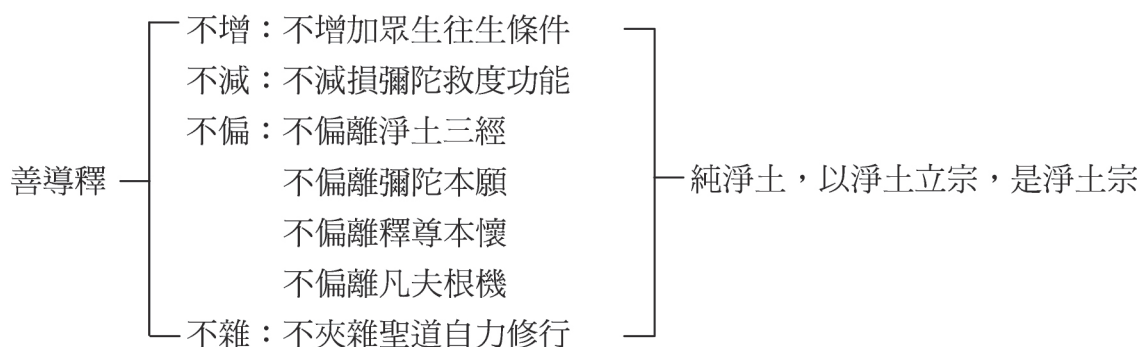 不增：不增加眾生往生條件
不減：不減損彌陀救度功能
不偏：不偏離淨土三經
善導釋
不偏離彌陀本願
純淨土，以淨土立宗，是淨土宗
不偏離釋尊本懷
不偏離凡夫根機
不雜：不夾雜聖道自力修行